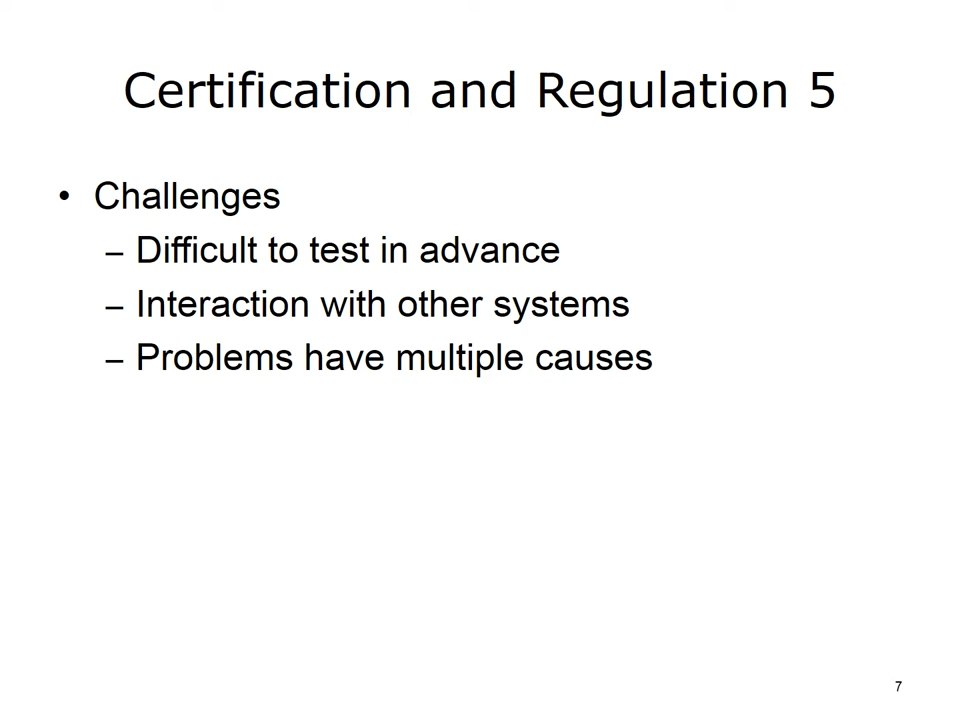 Certification and Regulation 5
• Challenges
– Difficult to test in advance
– Interaction with other systems
– Problems have multiple causes
7